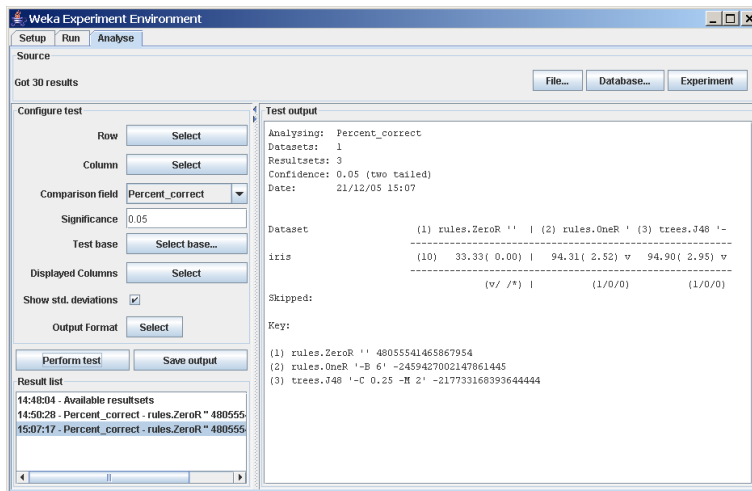 Weka Experiment Environment
Setup Run Analyse
Source
Got 30 results
File... Database... Experiment
Configure test
Row Select
Column Select
Comparison field Percent_correct
Significance 0.05
Test base Select base...
Displayed Columns Select
Show std. deviations
Output Format Select
Perform test Save output
Result list
14:48:04 - Available resultsets
14:50:28 - Percent_correct - rules.ZeroR '' 480555
15:07:17 - Percent_correct - rules.ZeroR '' 480555
Test output
Analysing: Percent_correct
Datasets: 1
Resultsets: 3
Confidence: 0.05 (two tailed)
Date: 21/12/05 15:07
Dataset (1) rules.ZeroR '' | (2) rules.OneR ' (3) trees.J48 '-
--------------------------------------------------------------
iris (10) 33.33( 0.00) | 94.31( 2.52) v 94.90( 2.95) v
--------------------------------------------------------------
(v/ /*) | (1/0/0) (1/0/0)
Skipped:
Key:
(1) rules.ZeroR '' 48055541465867954
(2) rules.OneR '-B 6' -2459427002147861445
(3) trees.J48 '-C 0.25 -M 2' -217733168393644444